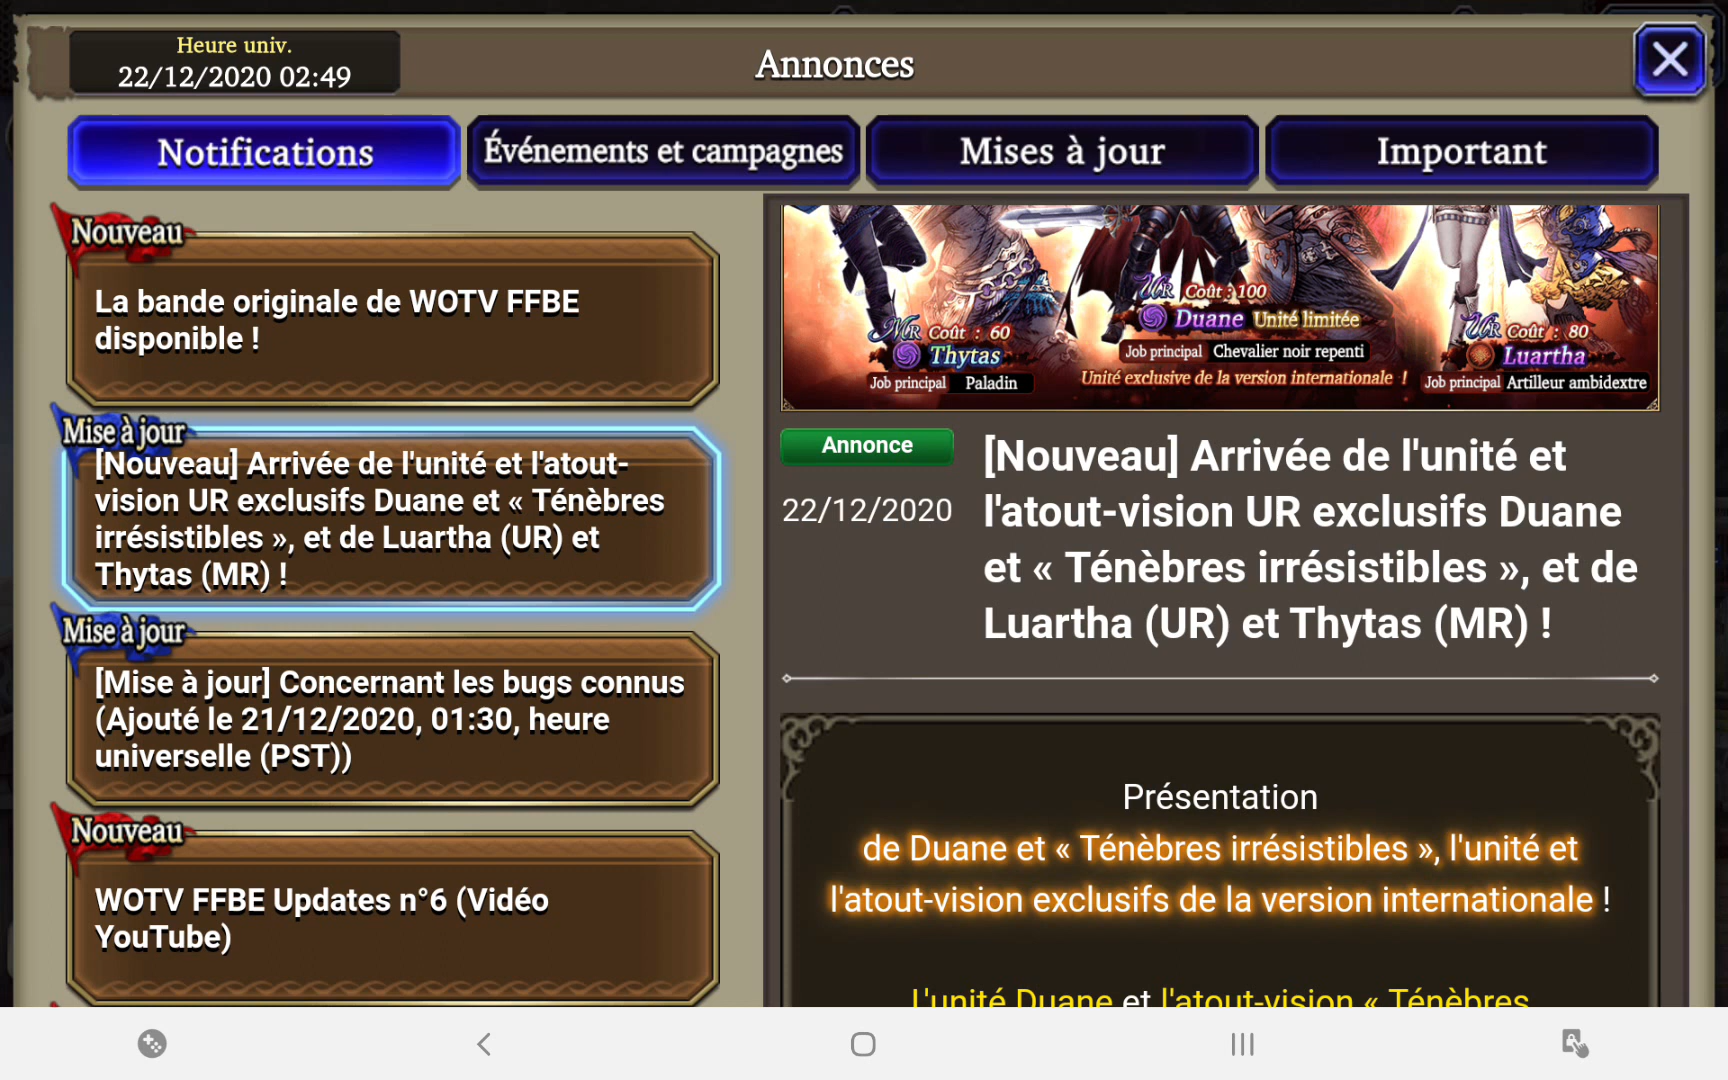 Heure univ.
22/12/2020 02:49
Annonces
Notifications
Événements et campagnes
Mises à jour
Important
Nouveau
La bande originale de WOTV FFBE
disponible !
Mise à jour
[Nouveau] Arrivée de l'unité et l'atout-
vision UR exclusifs Duane et « Ténèbres
irrésistibles », et de Luartha (UR) et
Thytas (MR) !
Mise à jour
[Mise à jour] Concernant les bugs connus
(Ajouté le 21/12/2020, 01:30, heure
universelle (PST))
Nouveau
WOTV FFBE Updates n°6 (Vidéo
YouTube)
MR Coût : 60
Thytas
Job principal Paladin
UR Coût : 100
Duane Unité limitée
Job principal Chevalier noir repenti
Unité exclusive de la version internationale !
UR Coût : 80
Luartha
Job principal Artilleur ambidextre
Annonce
22/12/2020
[Nouveau] Arrivée de l'unité et
l'atout-vision UR exclusifs Duane
et « Ténèbres irrésistibles », et de
Luartha (UR) et Thytas (MR) !
Présentation
de Duane et « Ténèbres irrésistibles », l'unité et
l'atout-vision exclusifs de la version internationale !
L'unité Duane et l'atout-vision « Ténèbres